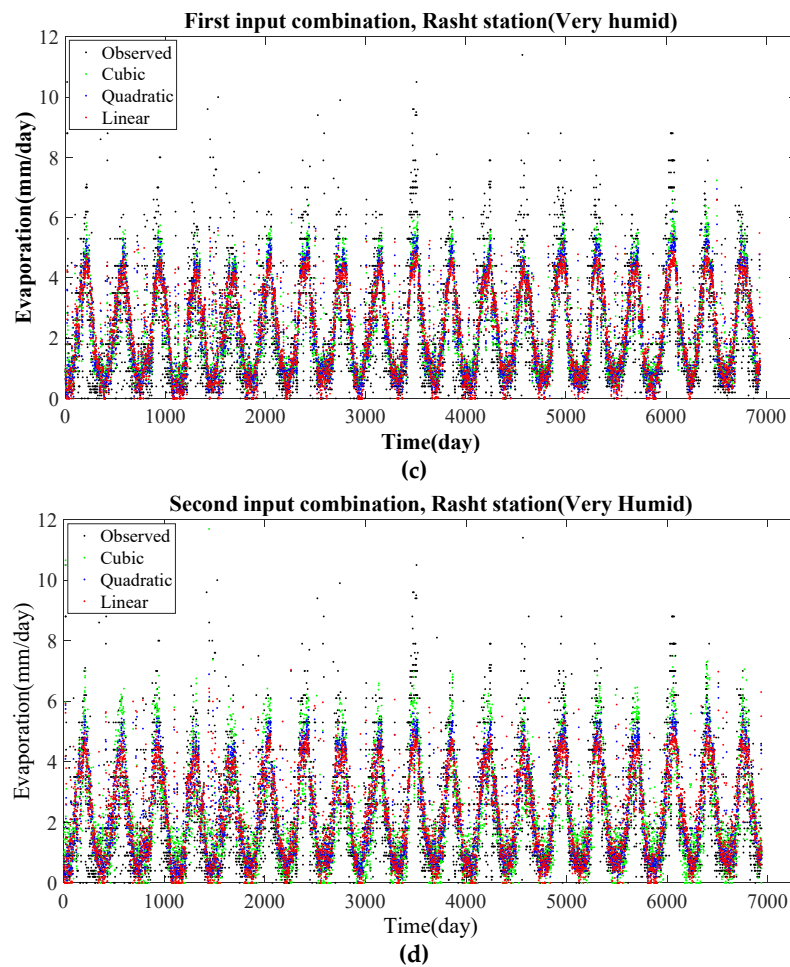 First input combination, Rasht station(Very humid)
12
10
8
6
4
2
0
Evaporation(mm/day)
Observed
Cubic
Quadratic
Linear
0 1000 2000 3000 4000 5000 6000 7000
Time(day)
(c)
Second input combination, Rasht station(Very Humid)
12
10
8
6
4
2
0
Evaporation(mm/day)
Observed
Cubic
Quadratic
Linear
0 1000 2000 3000 4000 5000 6000 7000
Time(day)
(d)